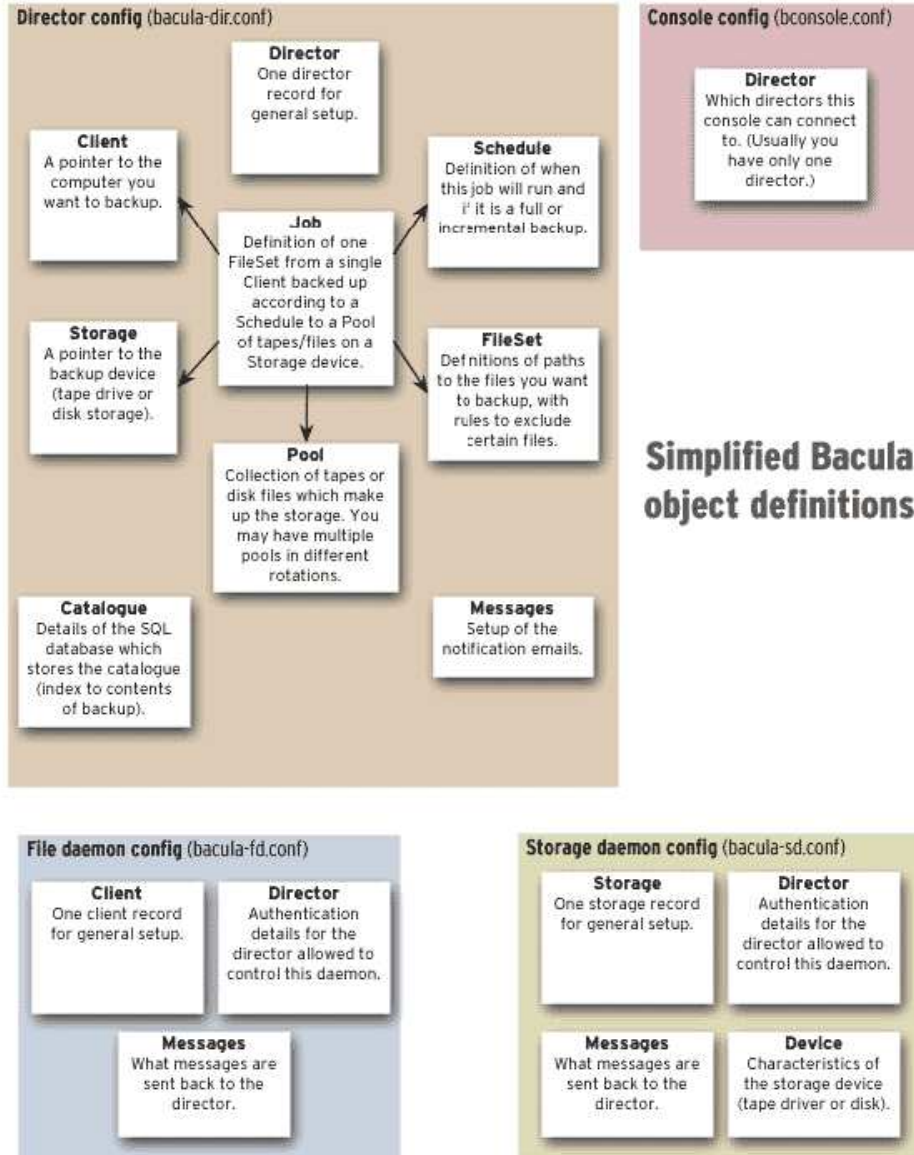 Director config (bacula-dir.conf)
Director
One director
record for
general setup.
Client
A pointer to the
computer you
want to backup.
Schedule
Definition of when
this job will run and
if it is a full or
incremental backup.
Job
Definition of one
FileSet from a single
Client backed up
according to a
Schedule to a Pool
of tapes/files on a
Storage device.
Storage
A pointer to the
backup device
(tape drive or
disk storage).
FileSet
Definitions of paths
to the files you want
to backup, with
rules to exclude
certain files.
Pool
Collection of tapes or
disk files which make
up the storage. You
may have multiple
pools in different
rotations.
Catalogue
Details of the SQL
database which
stores the catalogue
(index to contents
of backup).
Messages
Setup of the
notification emails.
Console config (bconsole.conf)
Director
Which directors this
console can connect
to. (Usually you
have only one
director.)
Simplified Bacula
object definitions
File daemon config (bacula-fd.conf)
Client
One client record
for general setup.
Director
Authentication
details for the
director allowed to
control this daemon.
Messages
What messages are
sent back to the
director.
Storage daemon config (bacula-sd.conf)
Storage
One storage record
for general setup.
Director
Authentication
details for the
director allowed to
control this daemon.
Messages
What messages are
sent back to the
director.
Device
Characteristics of
the storage device
(tape driver or disk).